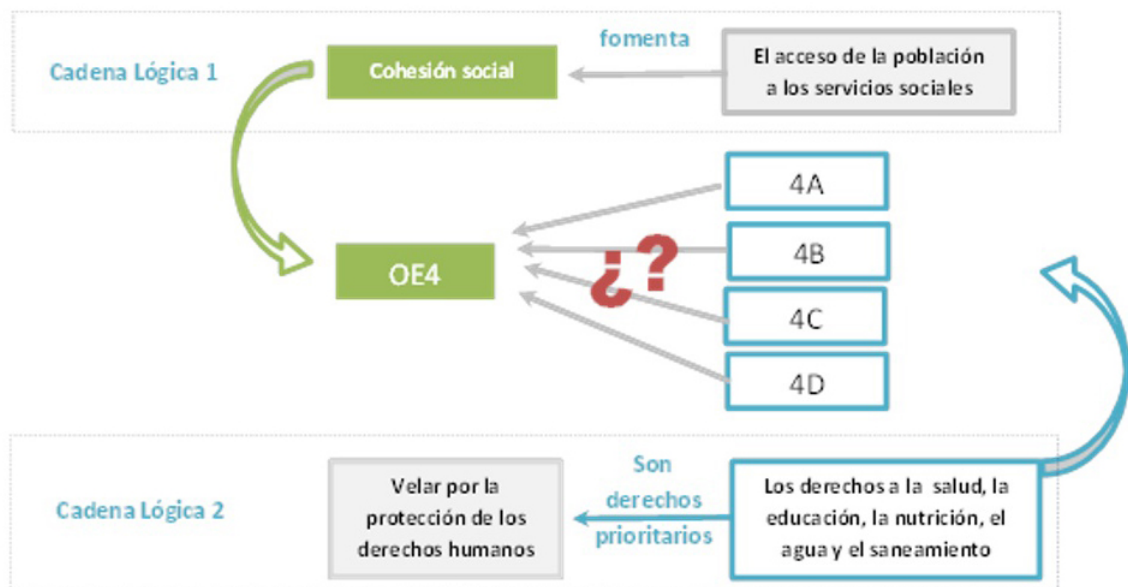 Cadena Lógica 1
Cohesión social
fomenta
El acceso de la población
a los servicios sociales
OE4
¿?
4A
4B
4C
4D
Cadena Lógica 2
Velar por la
protección de los
derechos humanos
Son
derechos
prioritarios
Los derechos a la salud, la
educación, la nutrición, el
agua y el saneamiento